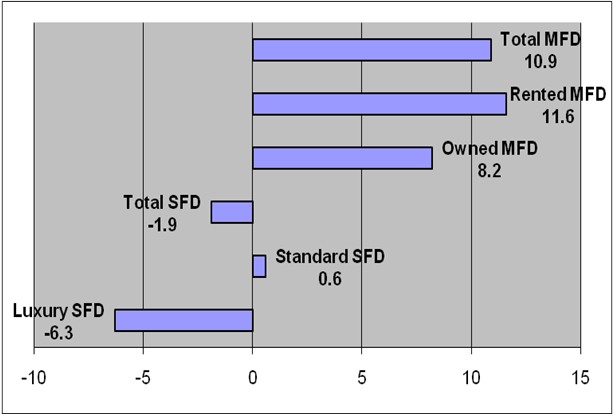 Total MFD
10.9
Rented MFD
11.6
Owned MFD
8.2
Total SFD
-1.9
Standard SFD
0.6
Luxury SFD
-6.3
-10 -5 0 5 10 15